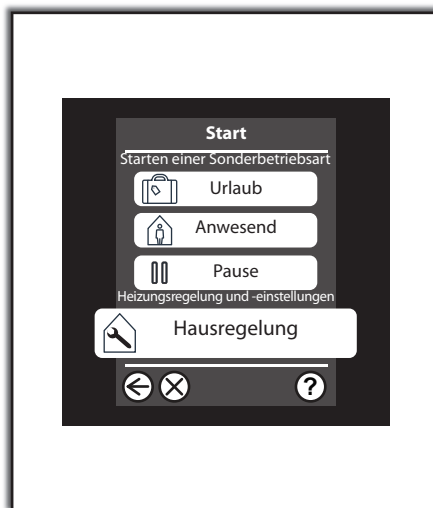 Start
Starten einer Sonderbetriebsart
Urlaub
Anwesend
Pause
Heizungsregelung und -einstellungen
Hausregelung
?